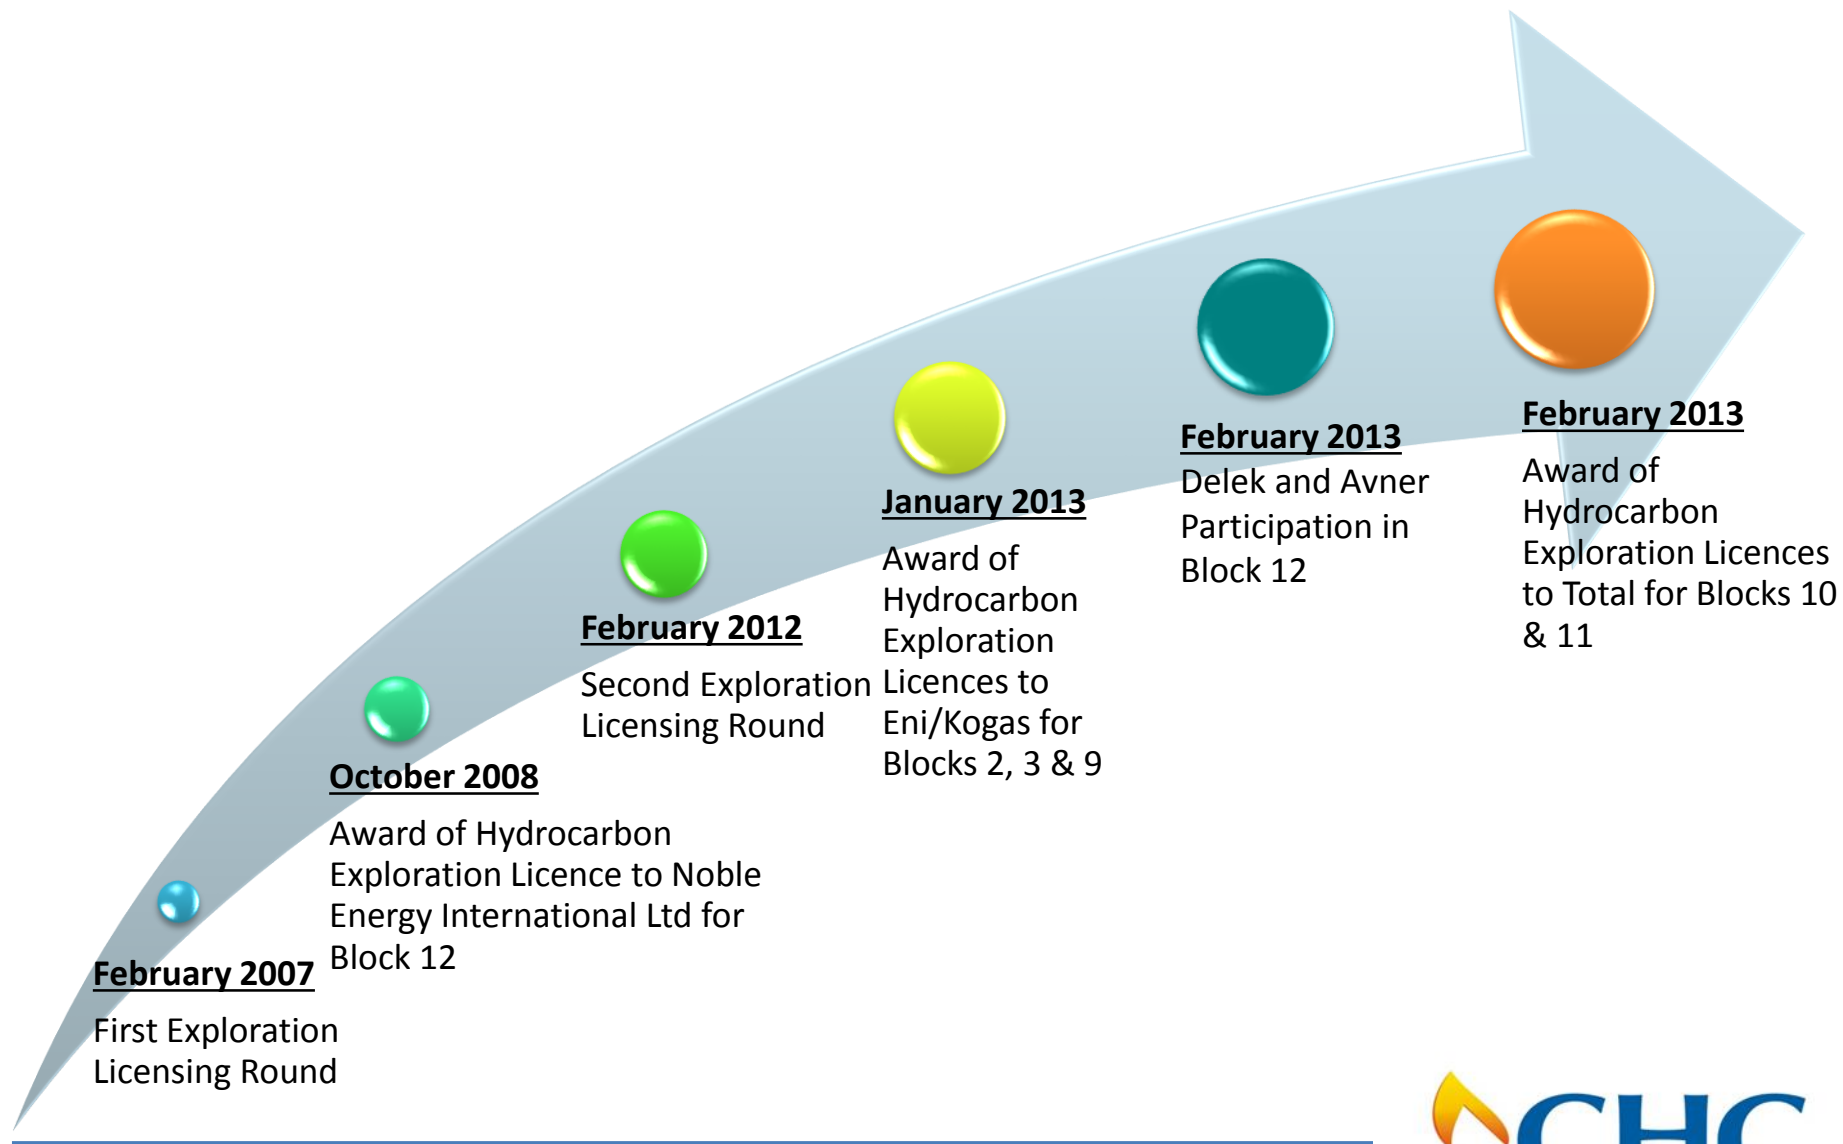 February 2007
First Exploration
Licensing Round
October 2008
Award of Hydrocarbon
Exploration Licence to Noble
Energy International Ltd for
Block 12
February 2012
Second Exploration
Licensing Round
January 2013
Award of
Hydrocarbon
Exploration
Licences to
Eni/Kogas for
Blocks 2, 3 & 9
February 2013
Delek and Avner
Participation in
Block 12
February 2013
Award of
Hydrocarbon
Exploration Licences
to Total for Blocks 10
& 11
CHC